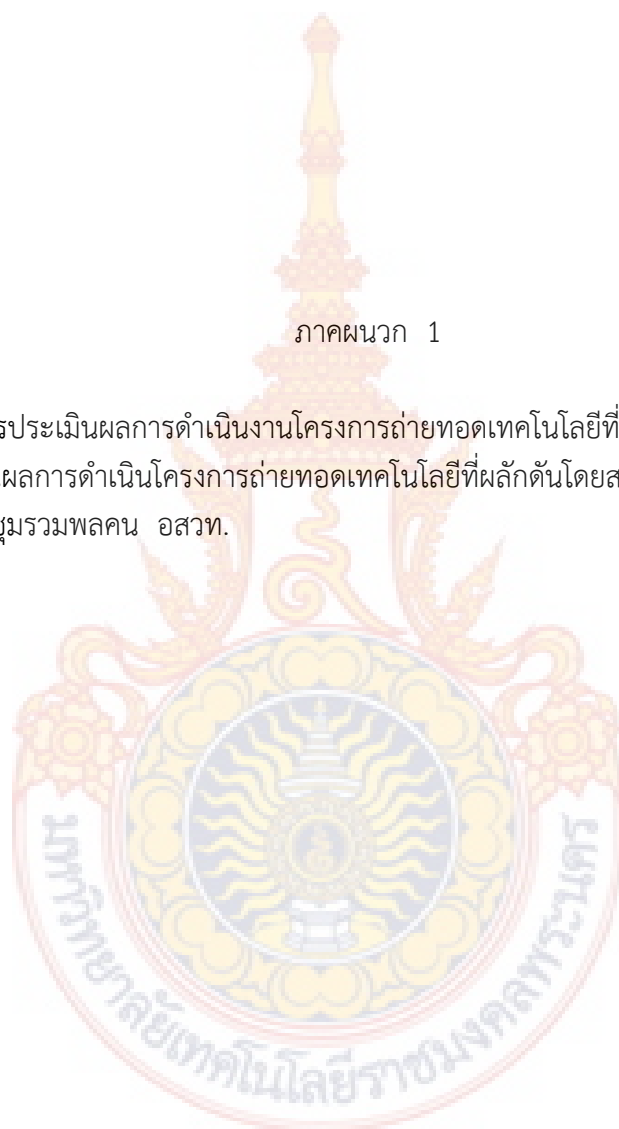 ภาคผนวก 1
รประเมินผลการดำเนินงานโครงการถ่ายทอดเทคโนโลยีที่
ผลการดำเนินโครงการถ่ายทอดเทคโนโลยีที่ผลักดันโดยส
ชุมรวมพลคน อสวท.
มหาวิทยาลัยเทคโนโลยีราชมงคลพระนคร